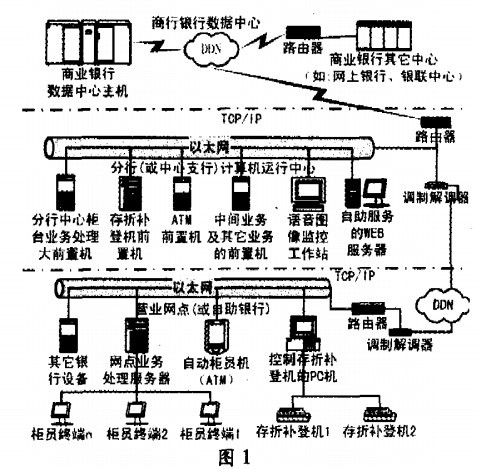 商行银行数据中心
DDN
路由器
商业银行
数据中心主机
商业银行其它中心
(如:网上银行、银联中心)
TCP/IP
路由器
以太网
分行(或中心支行)计算机运行中心
调制解调器
分行中心柜
台业务处理
大前置机
存折补
登机前
置机
ATM
前置机
中间业务
及其它业务
的前置机
语音图
像监控
工作站
自助服务
的WEB
服务器
TCP/IP
以太网
营业网点(或自助银行)
DDN
路由器
调制解调器
其它银
行设备
网点业务
处理服务器
自动柜员机
(ATM)
控制存折补
登机的PC机
柜员终端n
柜员终端2
柜员终端1
存折补登机1
存折补登机2
图 1